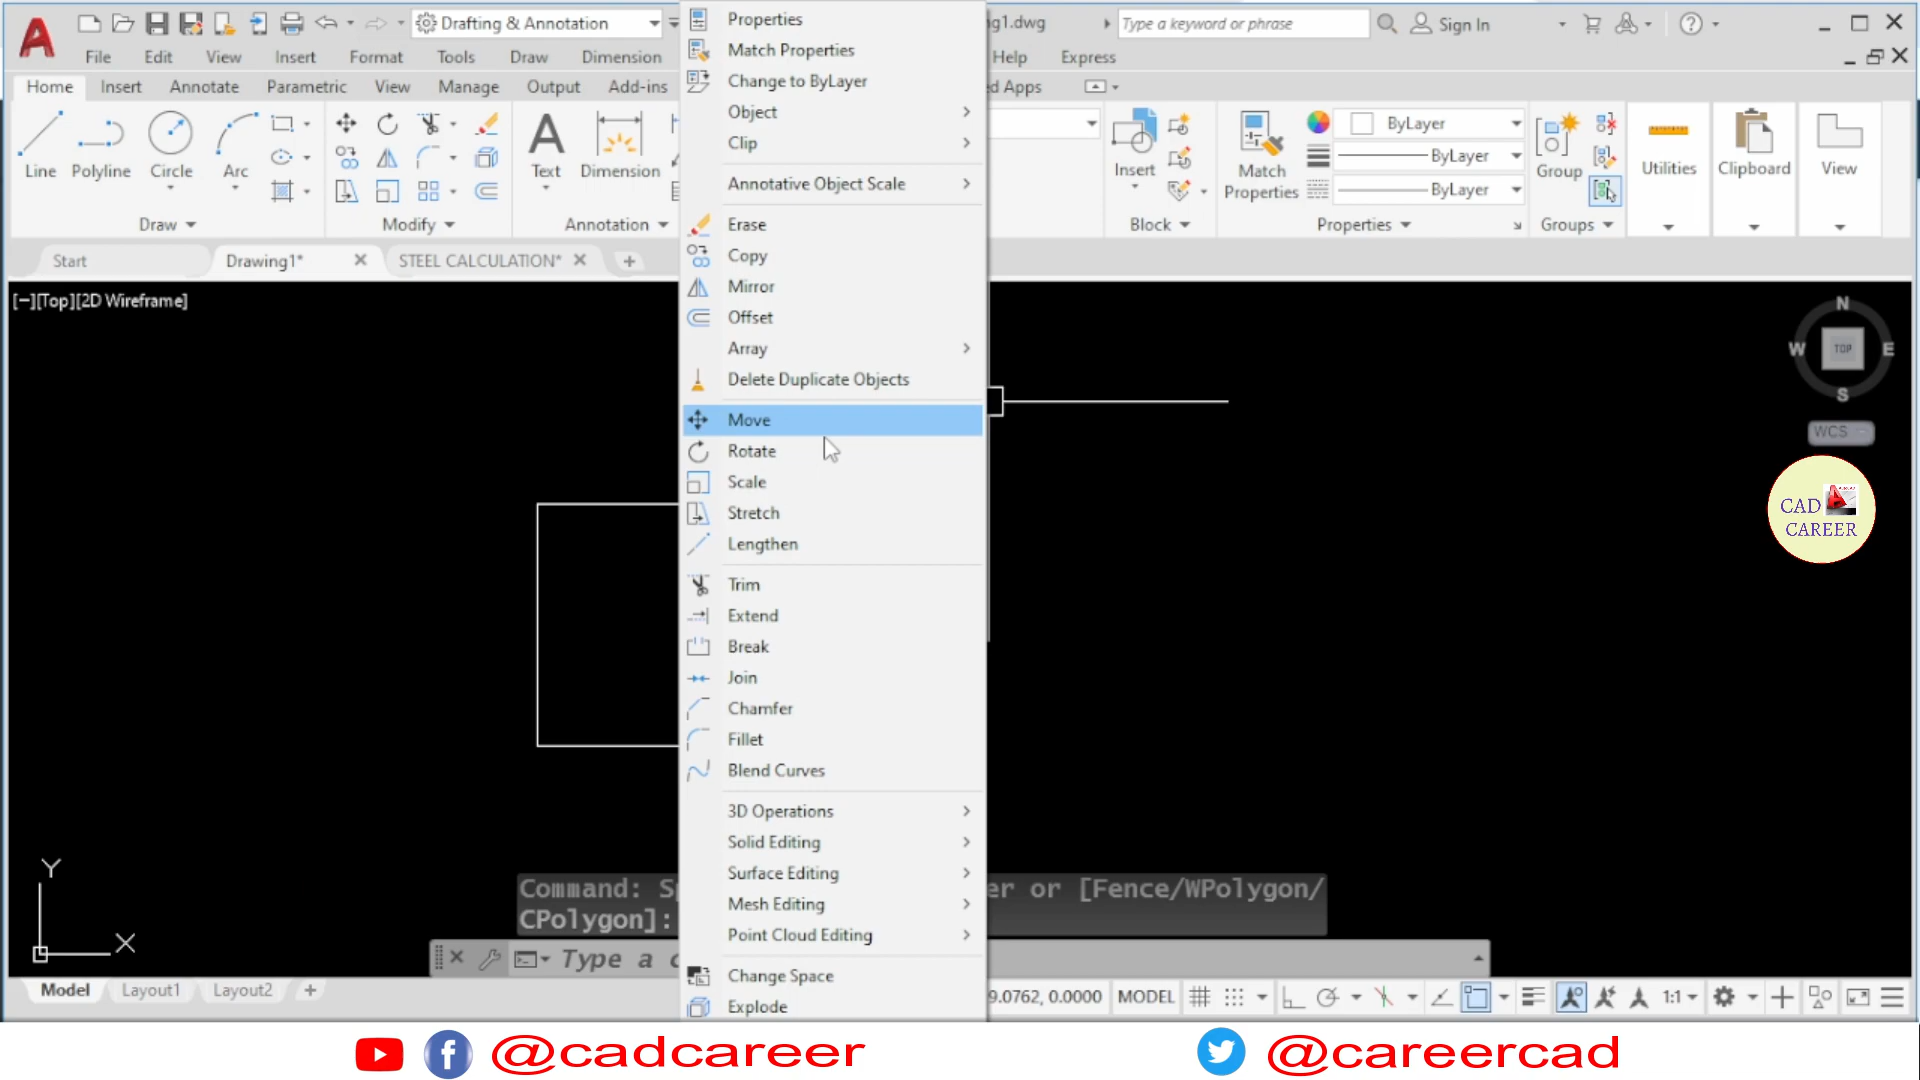 Drafting & Annotation
Properties
g1.dwg
Type a keyword or phrase
Sign In
File Edit View Insert Format Tools Draw Dimension
Match Properties
Help Express
Home Insert Annotate Parametric View Manage Output Add-ins
Change to ByLayer
d Apps
Object
Clip
Annotative Object Scale
Line Polyline Circle Arc
Text Dimension
Insert
Match
Properties
ByLayer
ByLayer
ByLayer
Group
Utilities
Clipboard
View
Draw Modify Annotation
Block Properties Groups
Start Drawing1* STEEL CALCULATION*
[−][Top][2D Wireframe]
Erase
Copy
Mirror
Offset
Array
Delete Duplicate Objects
Move
Rotate
Scale
Stretch
Lengthen
Trim
Extend
Break
Join
Chamfer
Fillet
Blend Curves
3D Operations
Solid Editing
Surface Editing
Mesh Editing
Point Cloud Editing
Change Space
Explode
N
W TOP E
S
WCS
CAD
CAREER
Y
X
Command: Sp
er or [Fence/WPolygon/
CPolygon]:
Type a c
Model Layout1 Layout2
9.0762, 0.0000 MODEL
1:1
@cadcareer
@careercad